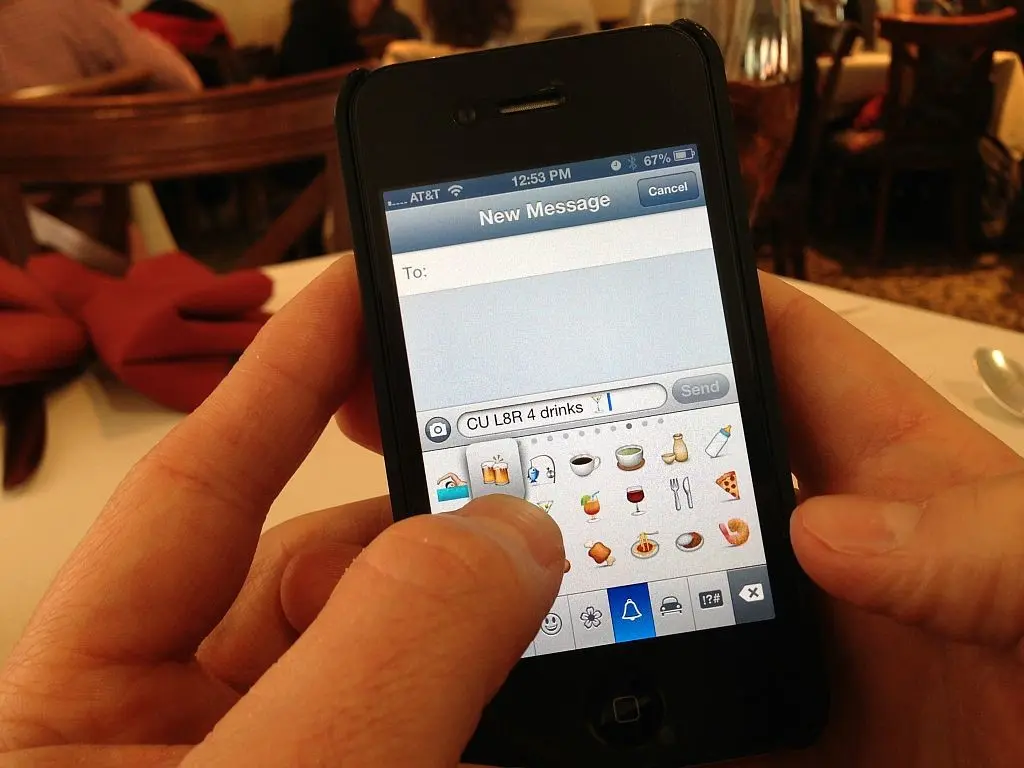 AT&T 12:53 PM 67%
New Message Cancel
To:
CU L8R 4 drinks 🍸 Send
!?#